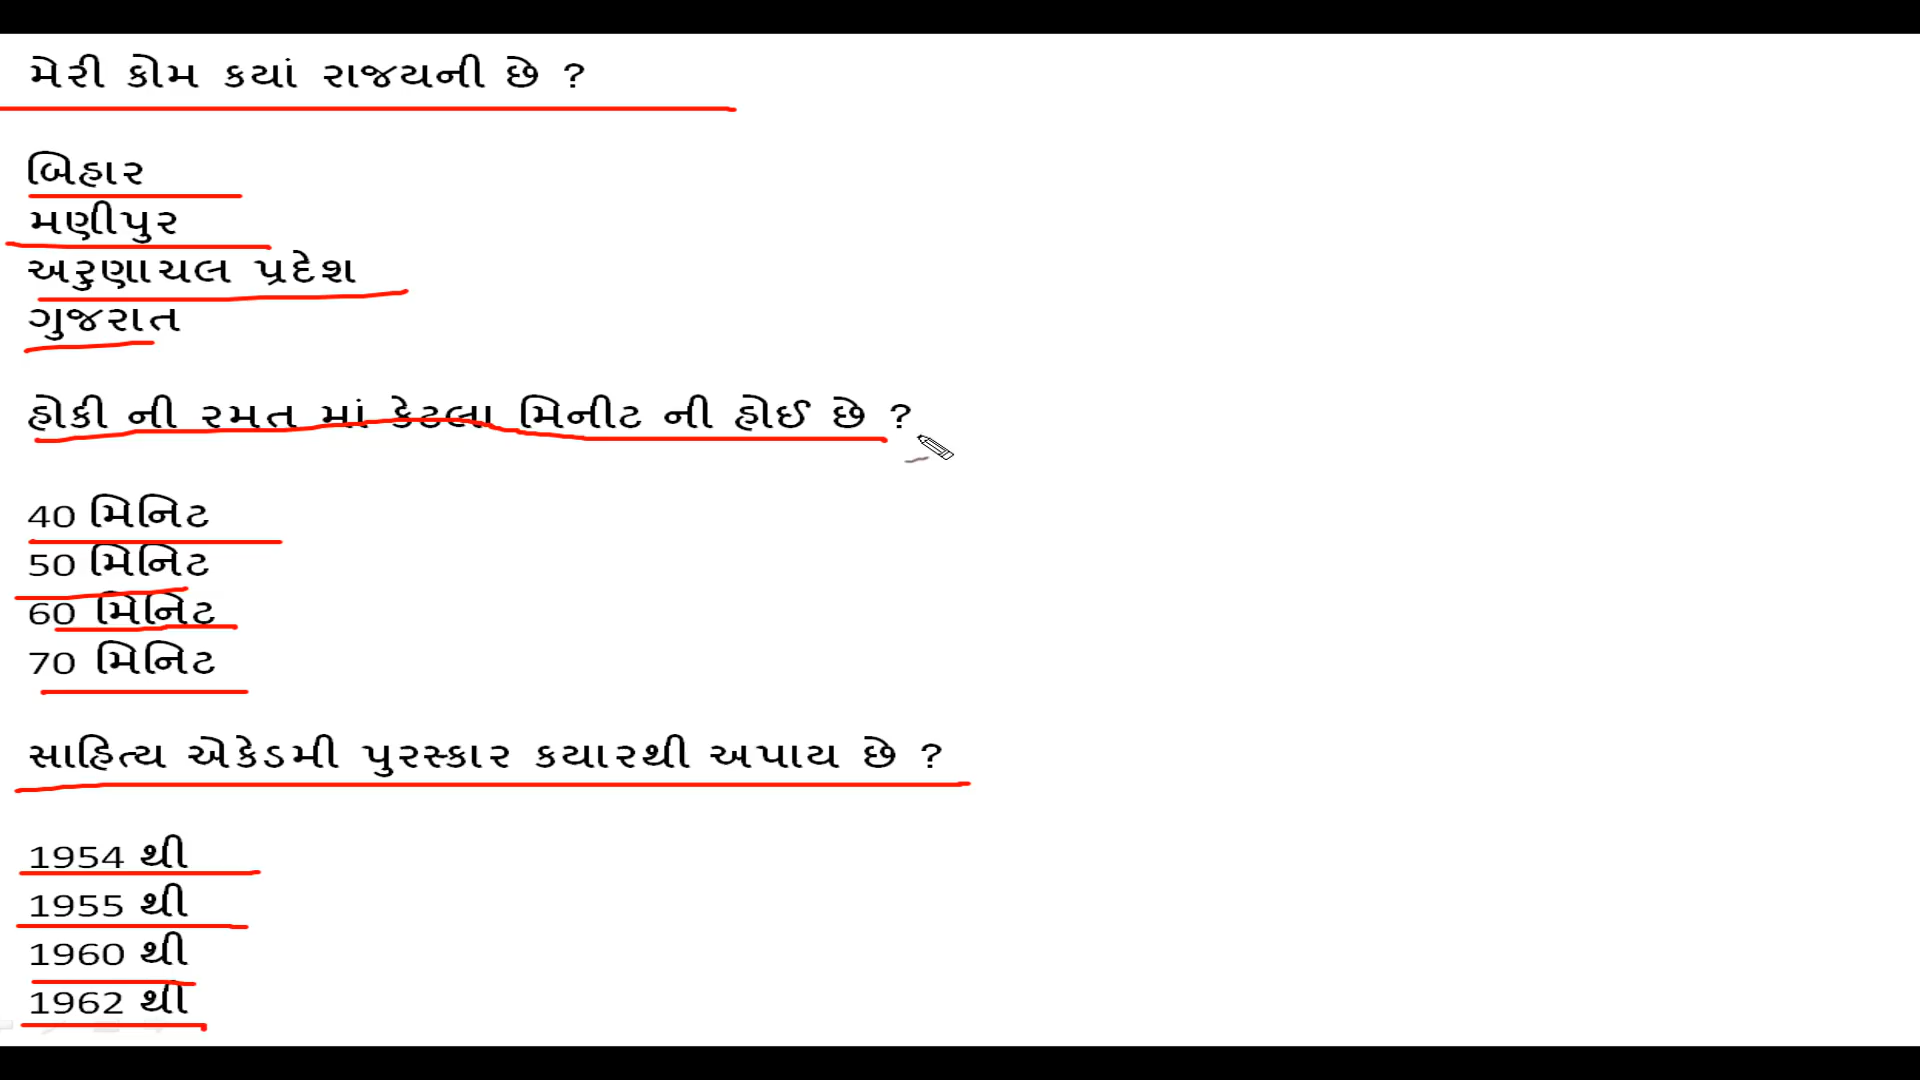 મેરી કોમ કયાં રાજયની છે ?
બિહાર
મણીપુર
અરુણાચલ પ્રદેશ
ગુજરાત
હોકી ની રમત માં કેટલા મિનીટ ની હોઈ છે ?
40 મિનિટ
50 મિનિટ
60 મિનિટ
70 મિનિટ
સાહિત્ય એકેડમી પુરસ્કાર કયારથી અપાય છે ?
1954 થી
1955 થી
1960 થી
1962 થી